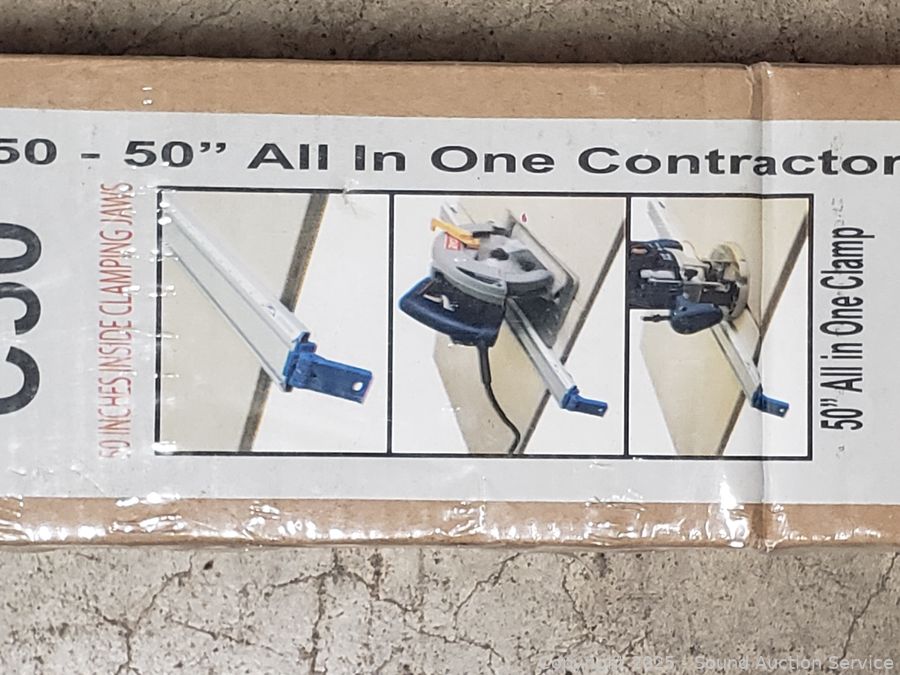 50 - 50” All In One Contractor
C50
50 INCHES INSIDE CLAMPING JAWS
50” All in One Clamp
Copyright 2025 - Sound Auction Service